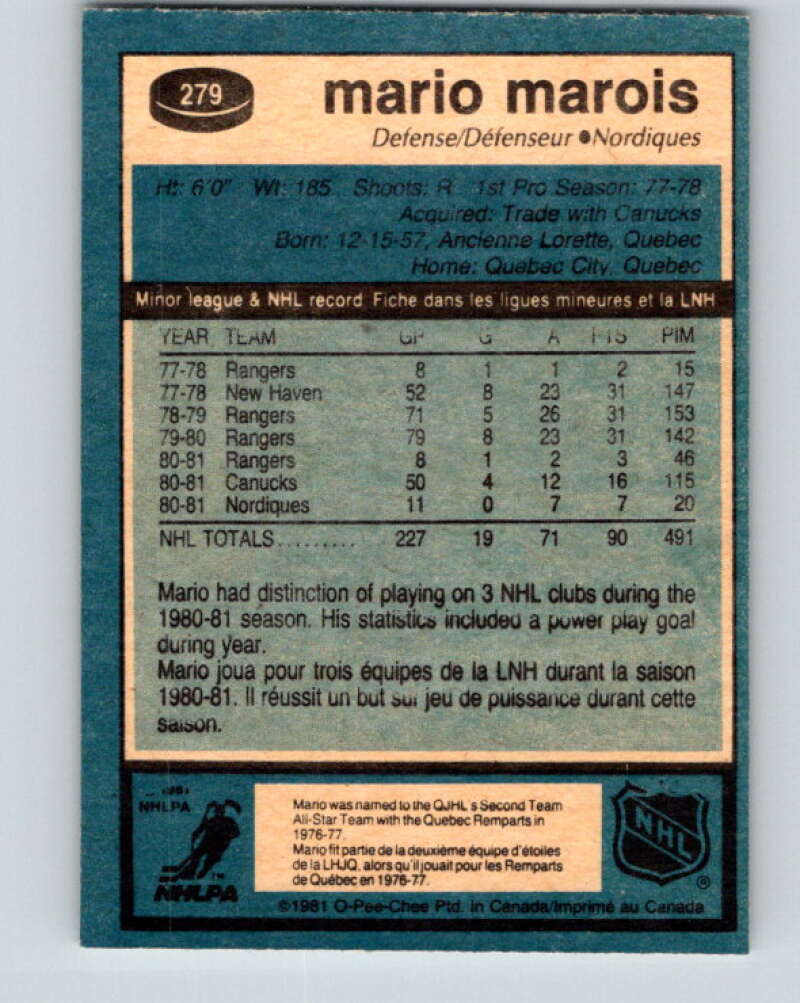 279
mario marois
Defense/Défenseur ●Nordiques
Ht: 6'0" Wt: 185 Shoots: R 1st Pro Season: 77-78
Acquired: Trade with Canucks
Born: 12-15-57, Ancienne Lorette, Quebec
Home: Quebec City, Quebec
Minor league & NHL record Fiche dans les ligues mineures et la LNH
YEAR TEAM GP G A PTS PIM
77-78 Rangers 8 1 1 2 15
77-78 New Haven 52 8 23 31 147
78-79 Rangers 71 5 26 31 153
79-80 Rangers 79 8 23 31 142
80-81 Rangers 8 1 2 3 46
80-81 Canucks 50 4 12 16 115
80-81 Nordiques 11 0 7 7 20
NHL TOTALS......... 227 19 71 90 491
Mario had distinction of playing on 3 NHL clubs during the
1980-81 season. His statistics included a power play goal
during year.
Mario joua pour trois équipes de la LNH durant la saison
1980-81. Il réussit un but sur jeu de puissance durant cette
saison.
1981
NHLPA
NHLPA
TM
Mario was named to the QJHL s Second Team
All-Star Team with the Quebec Remparts in
1976-77.
Mario fit partie de la deuxième équipe d'étoiles
de la LHJQ, alors qu'il jouait pour les Remparts
de Québec en 1976-77.
NHL
®
©1981 O-Pee-Chee Ptd. in Canada/Imprimé au Canada